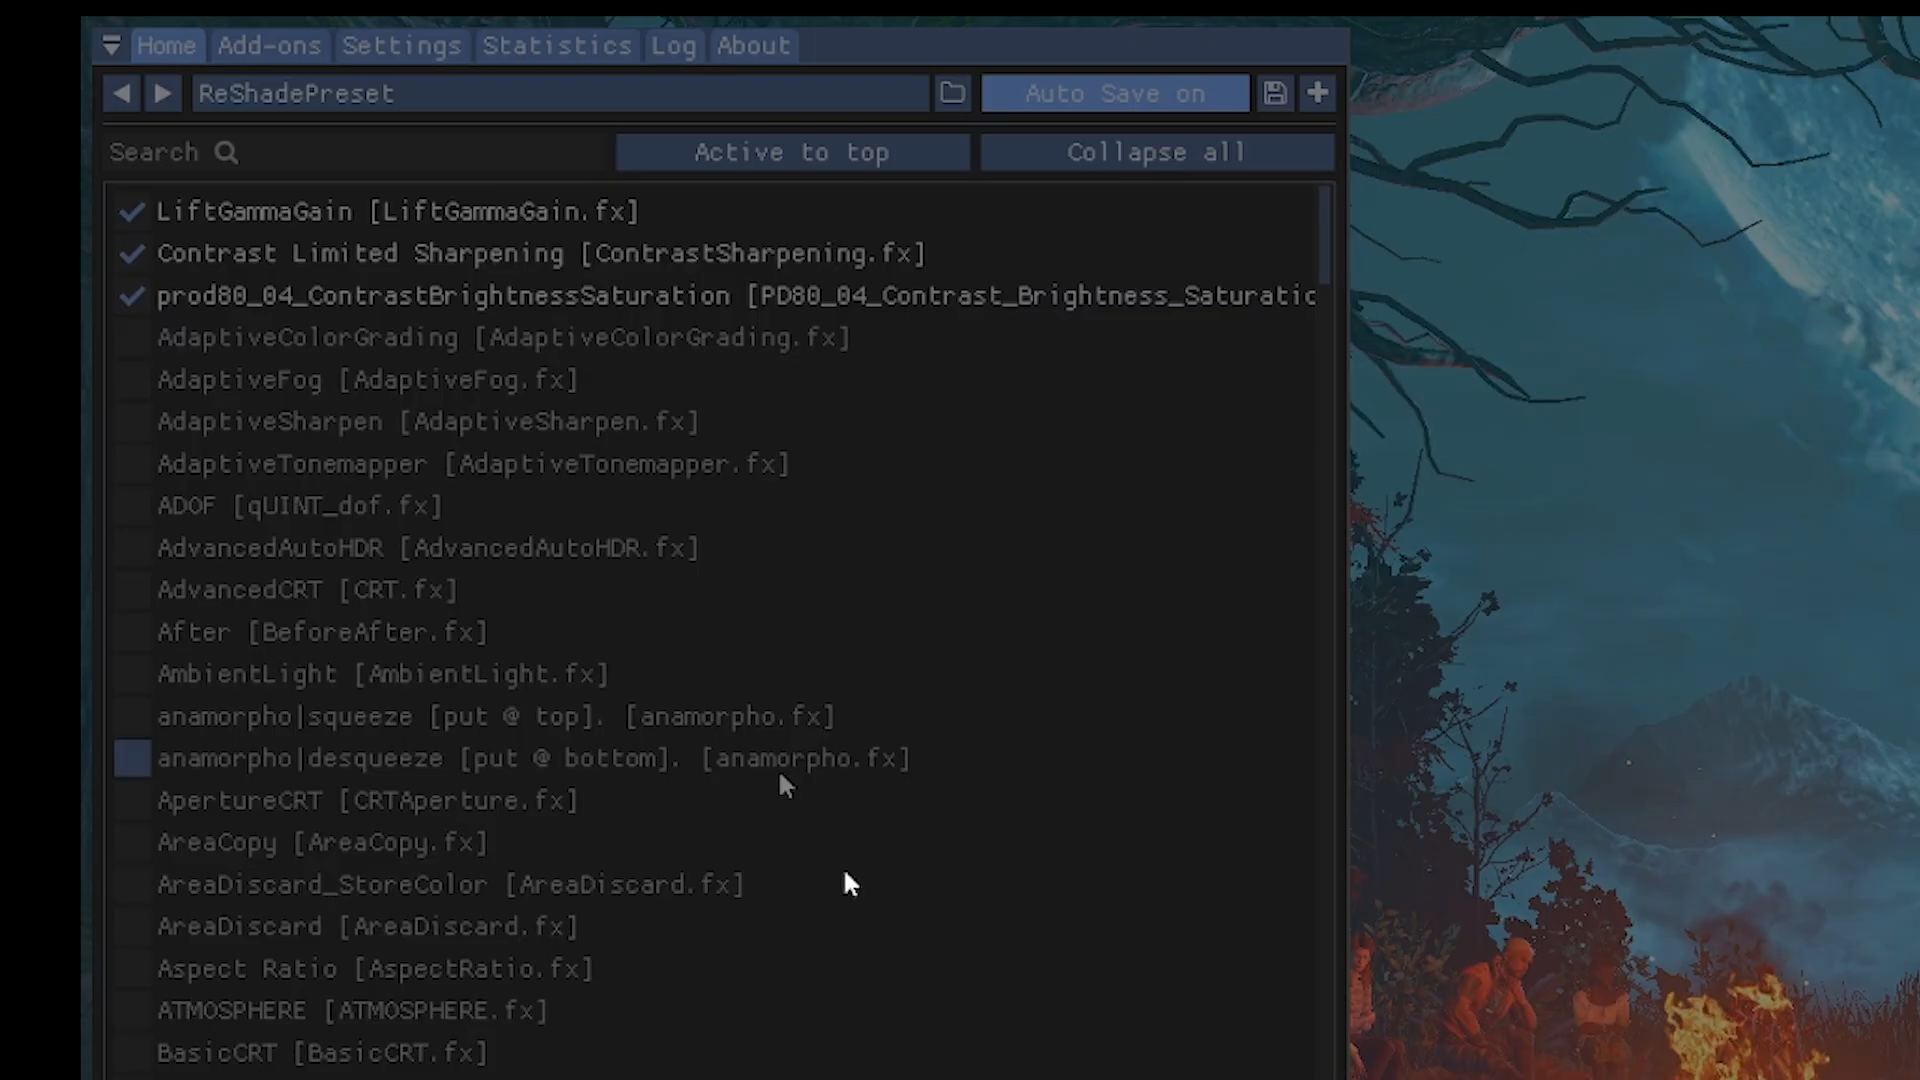 Home Add-ons Settings Statistics Log About
ReShadePreset Auto Save on
Search Active to top Collapse all
LiftGammaGain [LiftGammaGain.fx]
Contrast Limited Sharpening [ContrastSharpening.fx]
prod80_04_ContrastBrightnessSaturation [PD80_04_Contrast_Brightness_Saturatio
AdaptiveColorGrading [AdaptiveColorGrading.fx]
AdaptiveFog [AdaptiveFog.fx]
AdaptiveSharpen [AdaptiveSharpen.fx]
AdaptiveTonemapper [AdaptiveTonemapper.fx]
ADOF [qUINT_dof.fx]
AdvancedAutoHDR [AdvancedAutoHDR.fx]
AdvancedCRT [CRT.fx]
After [BeforeAfter.fx]
AmbientLight [AmbientLight.fx]
anamorpho|squeeze [put @ top]. [anamorpho.fx]
anamorpho|desqueeze [put @ bottom]. [anamorpho.fx]
ApertureCRT [CRTAperture.fx]
AreaCopy [AreaCopy.fx]
AreaDiscard_StoreColor [AreaDiscard.fx]
AreaDiscard [AreaDiscard.fx]
Aspect Ratio [AspectRatio.fx]
ATMOSPHERE [ATMOSPHERE.fx]
BasicCRT [BasicCRT.fx]